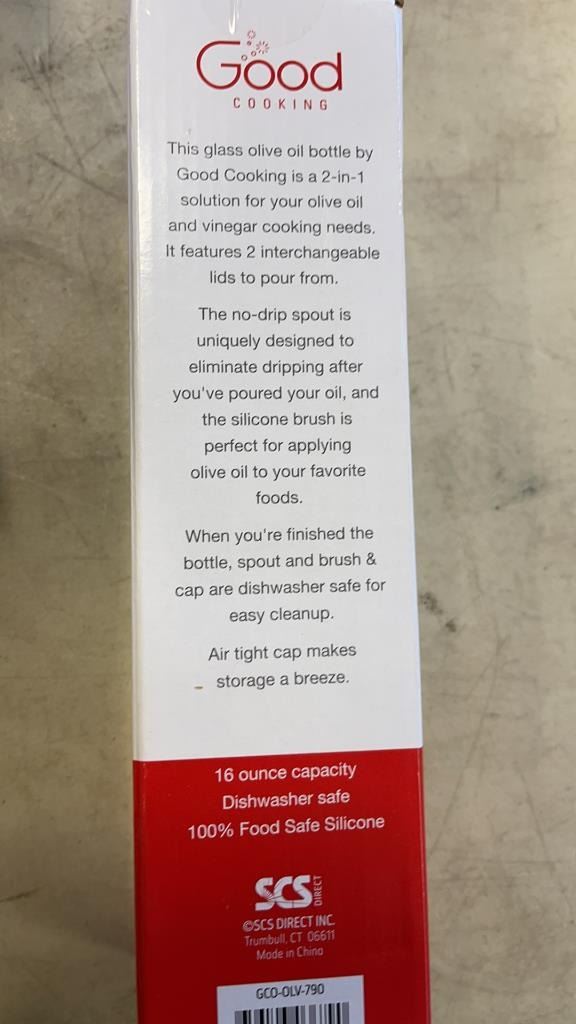 Good
COOKING
This glass olive oil bottle by
Good Cooking is a 2-in-1
solution for your olive oil
and vinegar cooking needs.
It features 2 interchangeable
lids to pour from.
The no-drip spout is
uniquely designed to
eliminate dripping after
you've poured your oil, and
the silicone brush is
perfect for applying
olive oil to your favorite
foods.
When you're finished the
bottle, spout and brush &
cap are dishwasher safe for
easy cleanup.
Air tight cap makes
storage a breeze.
16 ounce capacity
Dishwasher safe
100% Food Safe Silicone
SCS DIRECT
©SCS DIRECT INC.
Trumbull, CT 06611
Made in China
GCO-OLV-790